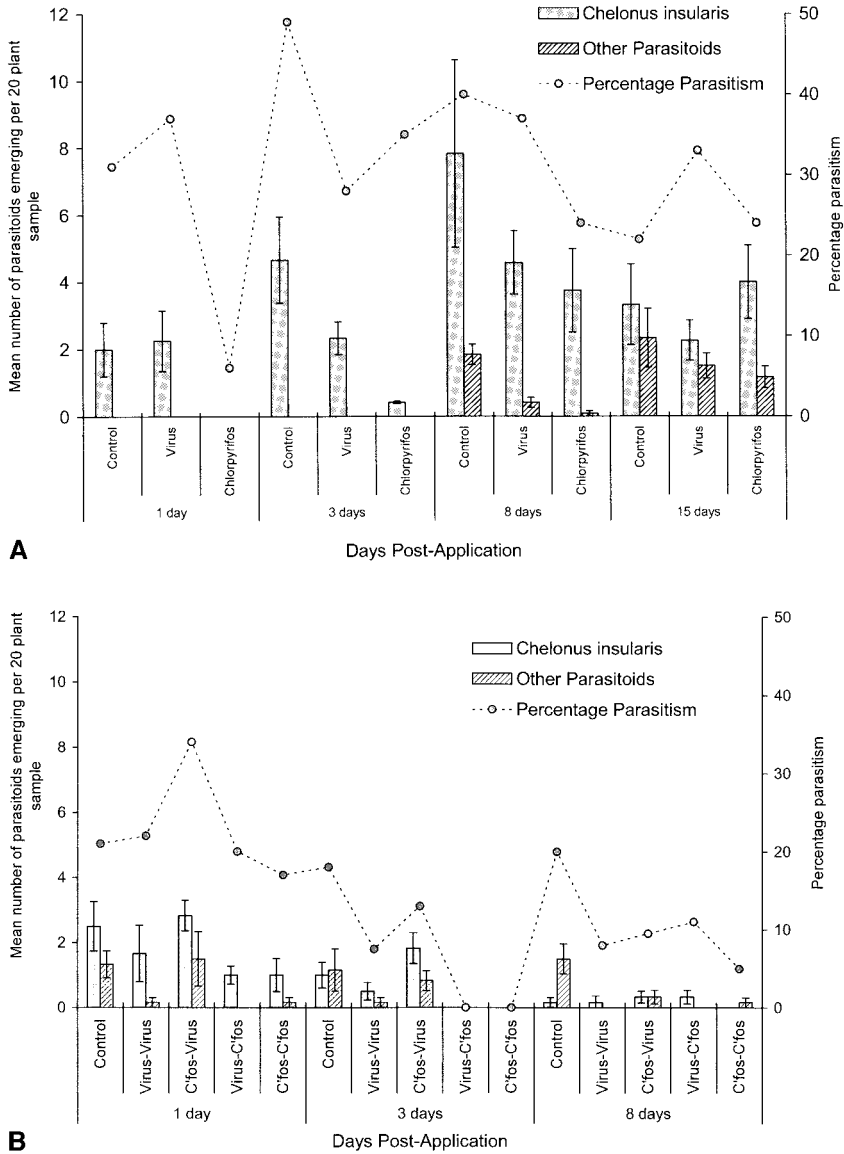 12
10
8
6
4
2
0
Mean number of parasitoids emerging per 20 plant
sample
Chelonus insularis
Other Parasitoids
Percentage Parasitism
50
40
30
20
10
0
Percentage parasitism
Control
Virus
Chlorpyrifos
Control
Virus
Chlorpyrifos
Control
Virus
Chlorpyrifos
Control
Virus
Chlorpyrifos
1 day
3 days
8 days
15 days
A
Days Post-Application
12
10
8
6
4
2
0
Mean number of parasitoids emerging per 20 plant
sample
Chelonus insularis
Other Parasitoids
Percentage Parasitism
50
40
30
20
10
0
Percentage parasitism
Control
Virus-Virus
C'fos-Virus
Virus-C'fos
C'fos-C'fos
Control
Virus-Virus
C'fos-Virus
Virus-C'fos
C'fos-C'fos
Control
Virus-Virus
C'fos-Virus
Virus-C'fos
C'fos-C'fos
1 day
3 days
8 days
B
Days Post-Application